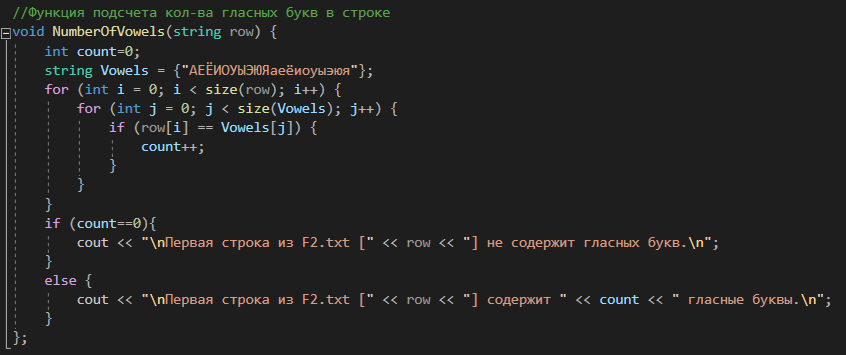 //Функция подсчета кол-ва гласных букв в строке
void NumberOfVowels(string row) {
    int count=0;
    string Vowels = {"АЕЁИОУЫЭЮЯаеёиоуыэюя"};
    for (int i = 0; i < size(row); i++) {
        for (int j = 0; j < size(Vowels); j++) {
            if (row[i] == Vowels[j]) {
                count++;
            }
        }
    }
    if (count==0){
        cout << "\nПервая строка из F2.txt [" << row << "] не содержит гласных букв.\n";
    }
    else {
        cout << "\nПервая строка из F2.txt [" << row << "] содержит " << count << " гласные буквы.\n";
    }
};